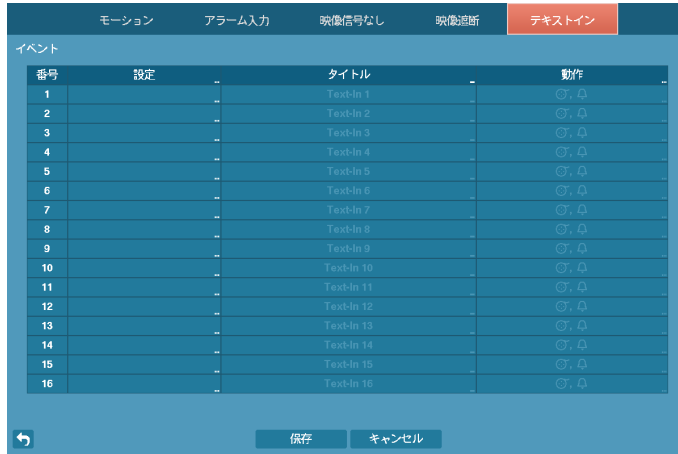 モーション アラーム入力 映像信号なし 映像遮断 テキストイン
イベント
番号 設定 タイトル 動作
1 Text-In 1
2 Text-In 2
3 Text-In 3
4 Text-In 4
5 Text-In 5
6 Text-In 6
7 Text-In 7
8 Text-In 8
9 Text-In 9
10 Text-In 10
11 Text-In 11
12 Text-In 12
13 Text-In 13
14 Text-In 14
15 Text-In 15
16 Text-In 16
保存 キャンセル